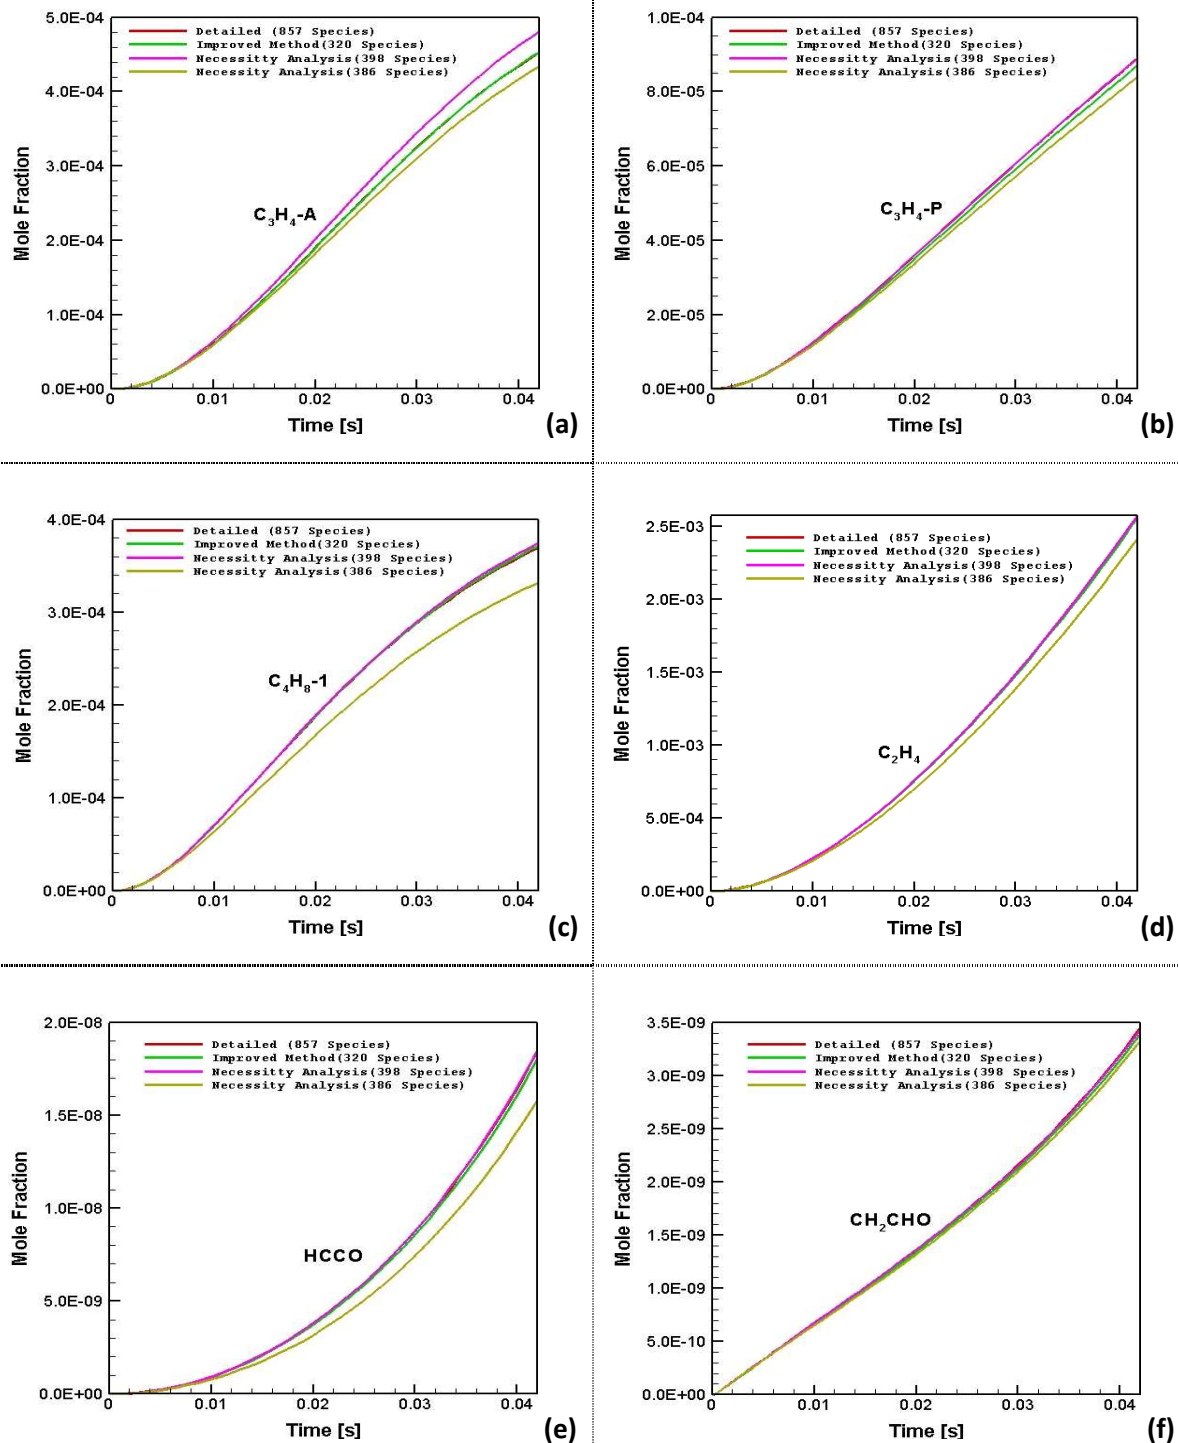 5.0E-04
4.0E-04
3.0E-04
2.0E-04
1.0E-04
0.0E+00
Mole Fraction
Detailed (857 Species)
Improved Method(320 Species)
Necessitty Analysis(398 Species)
Necessity Analysis(386 Species)
C₃H₄-A
0 0.01 0.02 0.03 0.04
Time [s]
(a)
1.0E-04
8.0E-05
6.0E-05
4.0E-05
2.0E-05
0.0E+00
Mole Fraction
Detailed (857 Species)
Improved Method(320 Species)
Necessitty Analysis(398 Species)
Necessity Analysis(386 Species)
C₃H₄-P
0 0.01 0.02 0.03 0.04
Time [s]
(b)
4.0E-04
3.0E-04
2.0E-04
1.0E-04
0.0E+00
Mole Fraction
Detailed (857 Species)
Improved Method(320 Species)
Necessitty Analysis(398 Species)
Necessity Analysis(386 Species)
C₄H₈-1
0 0.01 0.02 0.03 0.04
Time [s]
(c)
2.5E-03
2.0E-03
1.5E-03
1.0E-03
5.0E-04
0.0E+00
Mole Fraction
Detailed (857 Species)
Improved Method(320 Species)
Necessitty Analysis(398 Species)
Necessity Analysis(386 Species)
C₂H₄
0 0.01 0.02 0.03 0.04
Time [s]
(d)
2.0E-08
1.5E-08
1.0E-08
5.0E-09
0.0E+00
Mole Fraction
Detailed (857 Species)
Improved Method(320 Species)
Necessitty Analysis(398 Species)
Necessity Analysis(386 Species)
HCCO
0 0.01 0.02 0.03 0.04
Time [s]
(e)
3.5E-09
3.0E-09
2.5E-09
2.0E-09
1.5E-09
1.0E-09
5.0E-10
0.0E+00
Mole Fraction
Detailed (857 Species)
Improved Method(320 Species)
Necessitty Analysis(398 Species)
Necessity Analysis(386 Species)
CH₂CHO
0 0.01 0.02 0.03 0.04
Time [s]
(f)